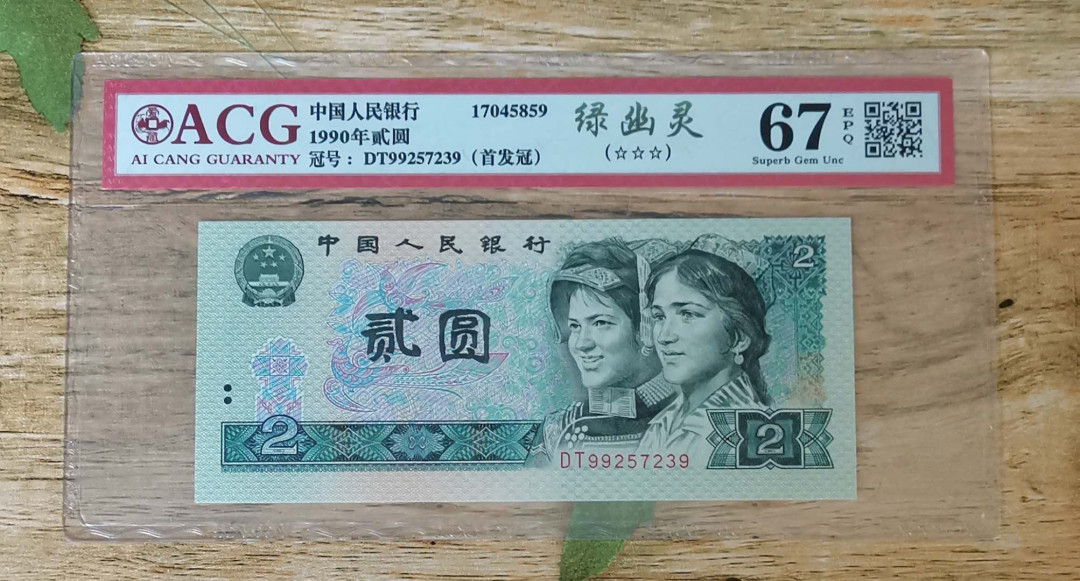 ACG
AI CANG GUARANTY
中国人民银行 17045859
1990年贰圆
冠号：DT99257239（首发冠）
绿幽灵
(☆☆☆)
67
EPQ
Superb Gem Unc
中国人民银行
2
贰圆
2
DT99257239
2